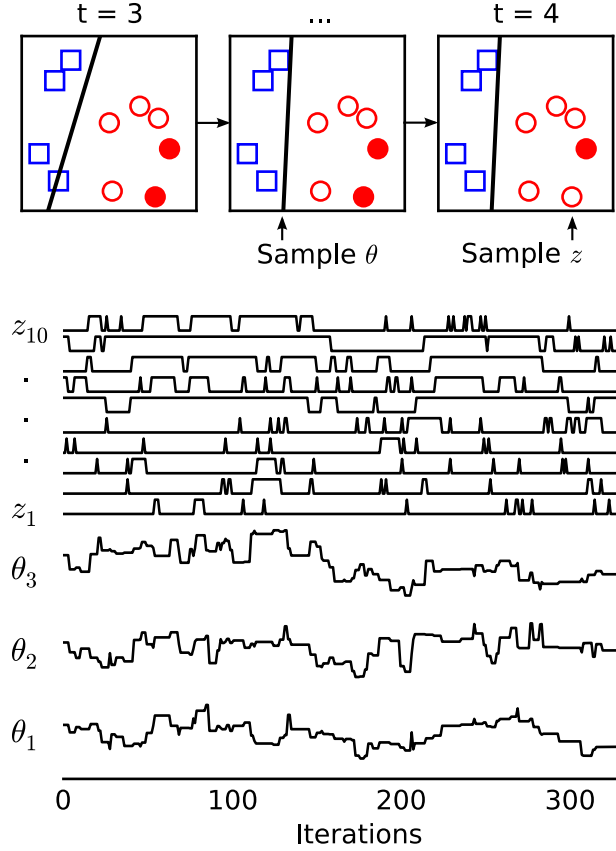 t = 3 ... t = 4
Sample θ Sample z
z₁₀
.
.
.
z₁
θ₃
θ₂
θ₁
0 100 200 300
Iterations